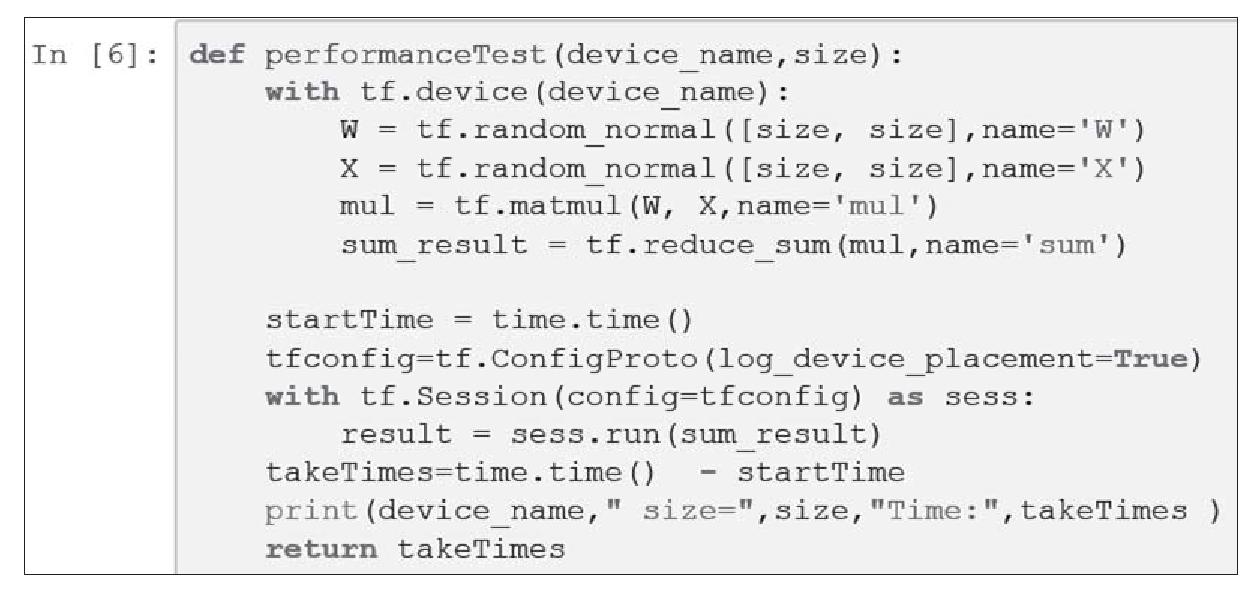 In [6]: def performanceTest(device_name,size):
    with tf.device(device_name):
        W = tf.random_normal([size, size],name='W')
        X = tf.random_normal([size, size],name='X')
        mul = tf.matmul(W, X,name='mul')
        sum_result = tf.reduce_sum(mul,name='sum')

    startTime = time.time()
    tfconfig=tf.ConfigProto(log_device_placement=True)
    with tf.Session(config=tfconfig) as sess:
        result = sess.run(sum_result)
    takeTimes=time.time()  - startTime
    print(device_name," size=",size,"Time:",takeTimes )
    return takeTimes